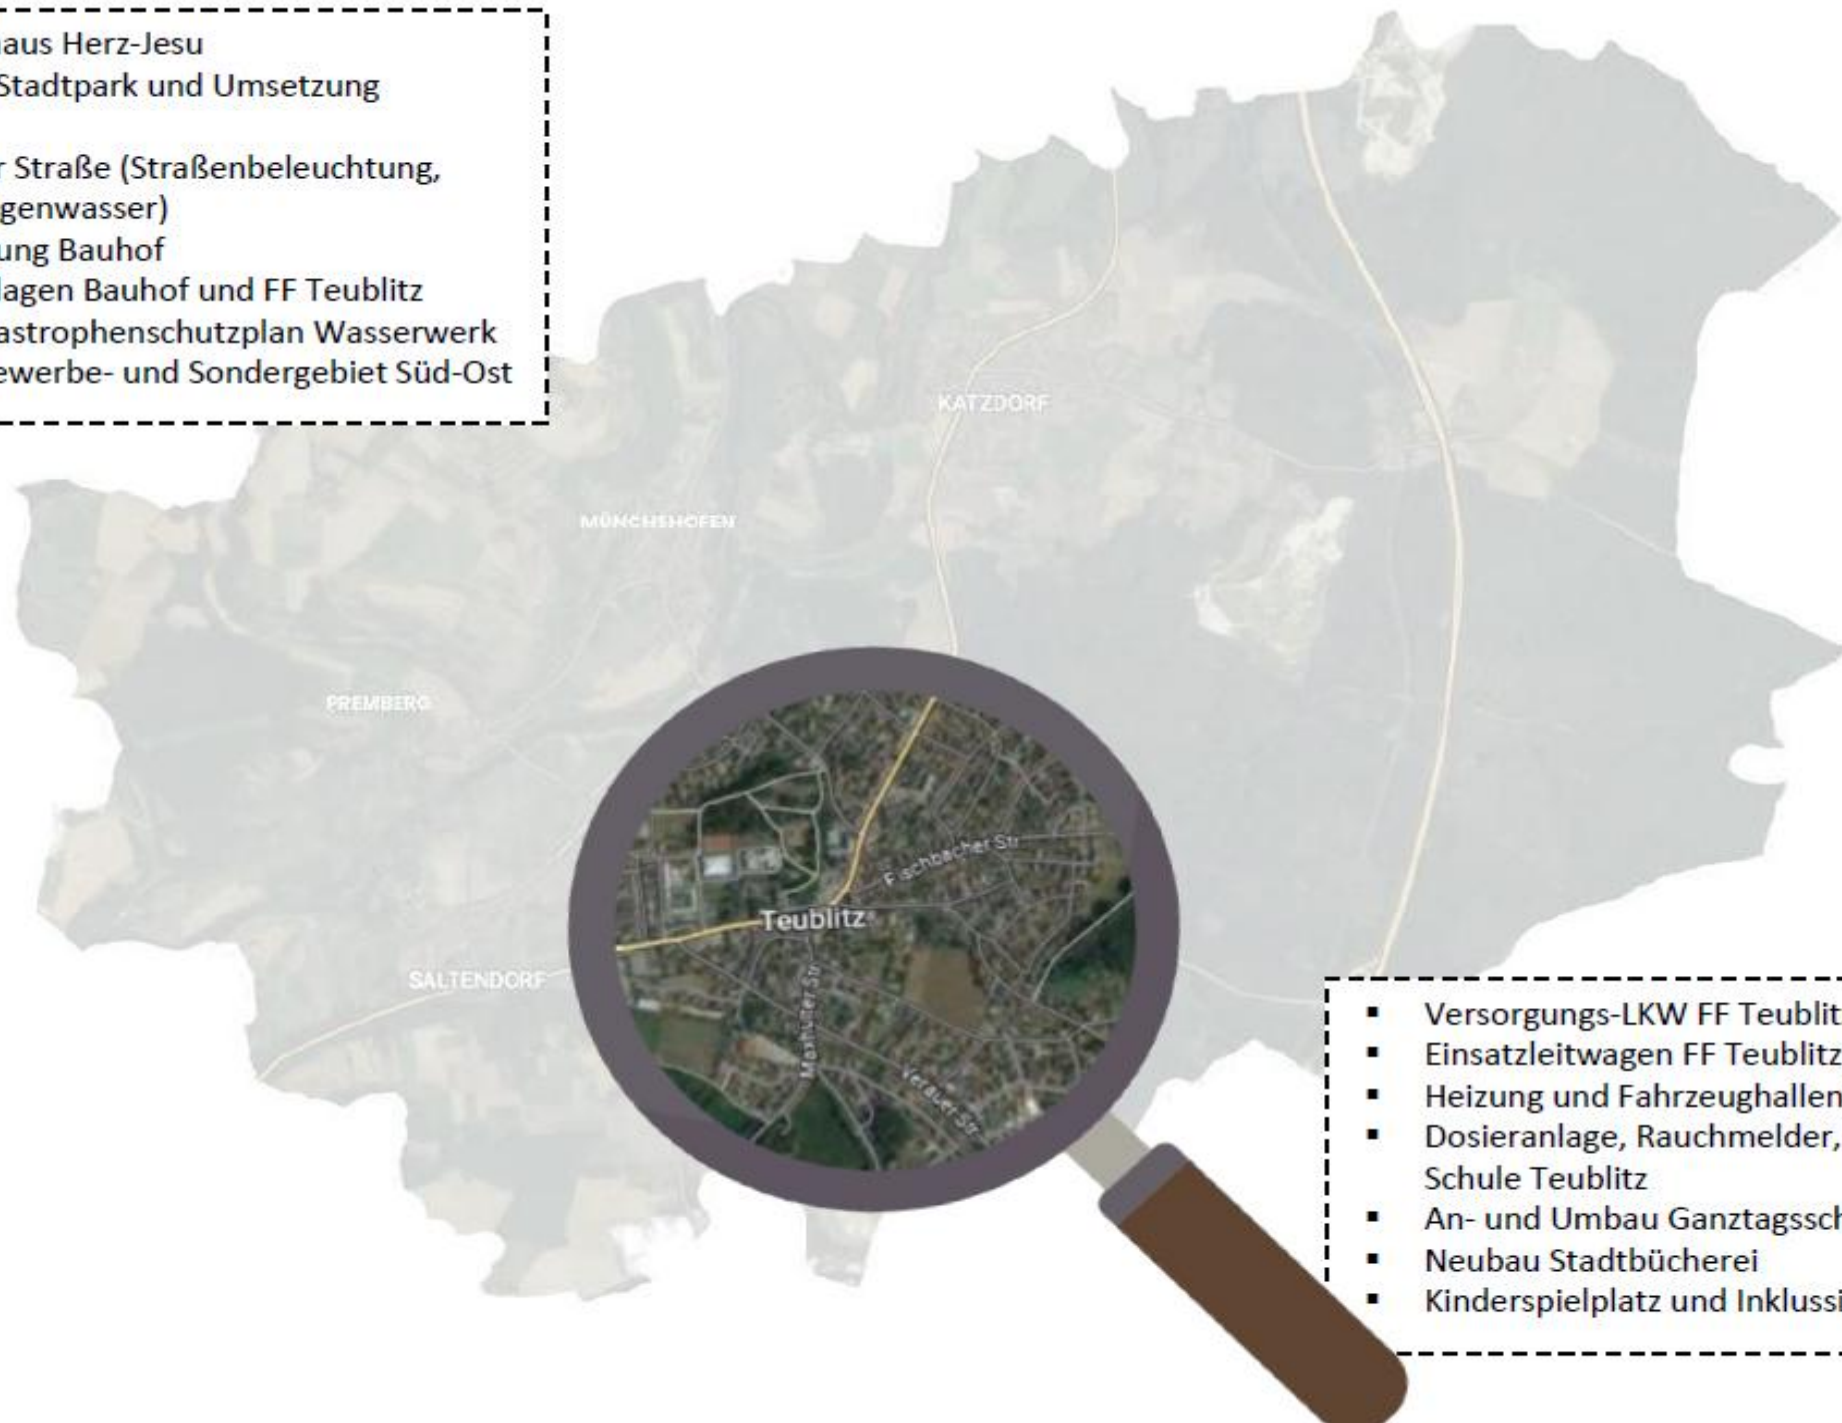 aus Herz-Jesu
Stadtpark und Umsetzung
r Straße (Straßenbeleuchtung,
genwasser)
ung Bauhof
lagen Bauhof und FF Teublitz
astrophenschutzplan Wasserwerk
ewerbe- und Sondergebiet Süd-Ost
KATZDORF
MÜNCHSHOFEN
PREMBERG
SALTENDORF
Fischbacher Str
Teublitz
Maxhütter Str
Verauer Str
▪ Versorgungs-LKW FF Teublit
▪ Einsatzleitwagen FF Teublitz
▪ Heizung und Fahrzeughallen
▪ Dosieranlage, Rauchmelder,
Schule Teublitz
▪ An- und Umbau Ganztagssch
▪ Neubau Stadtbücherei
▪ Kinderspielplatz und Inklussi